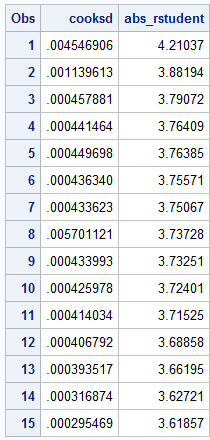 Obs cooksd abs_rstudent
1 .004546906 4.21037
2 .001139613 3.88194
3 .000457881 3.79072
4 .000441464 3.76409
5 .000449698 3.76385
6 .000436340 3.75571
7 .000433623 3.75067
8 .005701121 3.73728
9 .000433993 3.73251
10 .000425978 3.72401
11 .000414034 3.71525
12 .000406792 3.68858
13 .000393517 3.66195
14 .000316874 3.62721
15 .000295469 3.61857